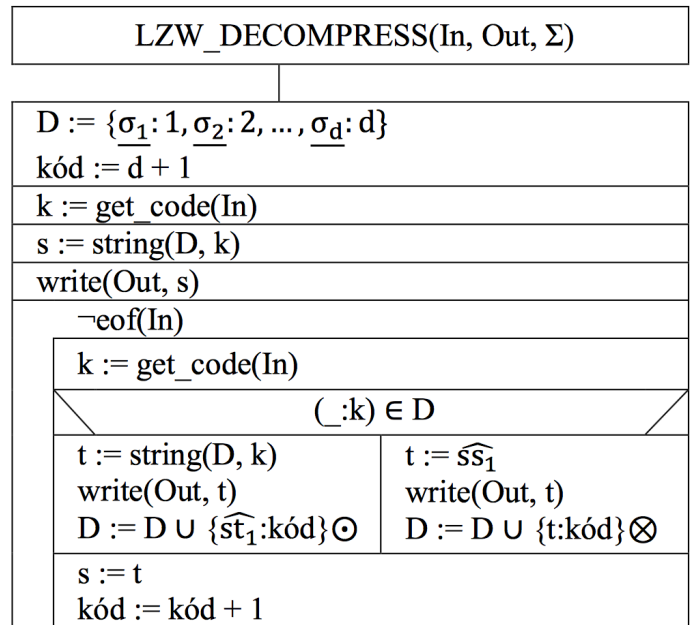 LZW_DECOMPRESS(In, Out, Σ)
D := {σ₁: 1, σ₂: 2, …, σ_d: d}
kód := d + 1
k := get_code(In)
s := string(D, k)
write(Out, s)
¬eof(In)
k := get_code(In)
(_:k) ∈ D
t := string(D, k)
write(Out, t)
D := D ∪ {st₁̂:kód}⊙
t := ss₁̂
write(Out, t)
D := D ∪ {t:kód}⊗
s := t
kód := kód + 1